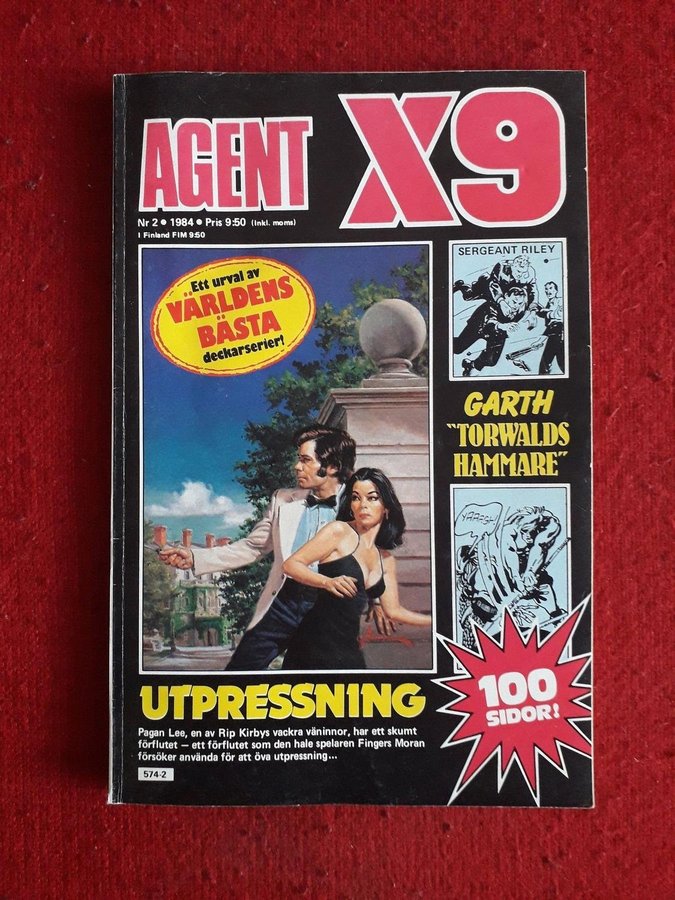 AGENT X9
Nr 2 • 1984 • Pris 9:50 (Inkl. moms)
I Finland FIM 9:50
Ett urval av
VÄRLDENS
BÄSTA
deckarserier!
SERGEANT RILEY
GARTH
"TORWALDS
HAMMARE"
YAAARGH!
100
SIDOR!
UTPRESSNING
Pagan Lee, en av Rip Kirbys vackra väninnor, har ett skumt
förflutet — ett förflutet som den hale spelaren Fingers Moran
försöker använda för att öva utpressning...
574-2